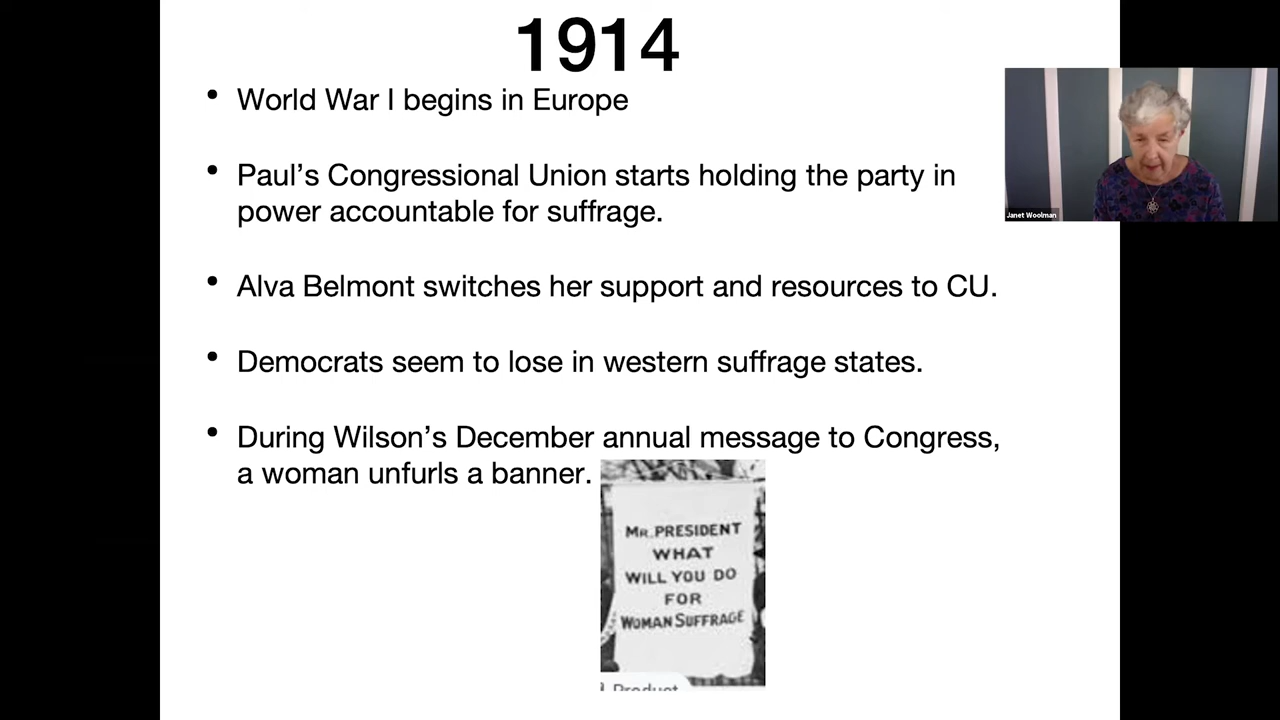 1914
• World War I begins in Europe
• Paul’s Congressional Union starts holding the party in
power accountable for suffrage.
• Alva Belmont switches her support and resources to CU.
• Democrats seem to lose in western suffrage states.
• During Wilson’s December annual message to Congress,
a woman unfurls a banner.
MR. PRESIDENT
WHAT
WILL YOU DO
FOR
WOMAN SUFFRAGE
Product
Janet Woolman